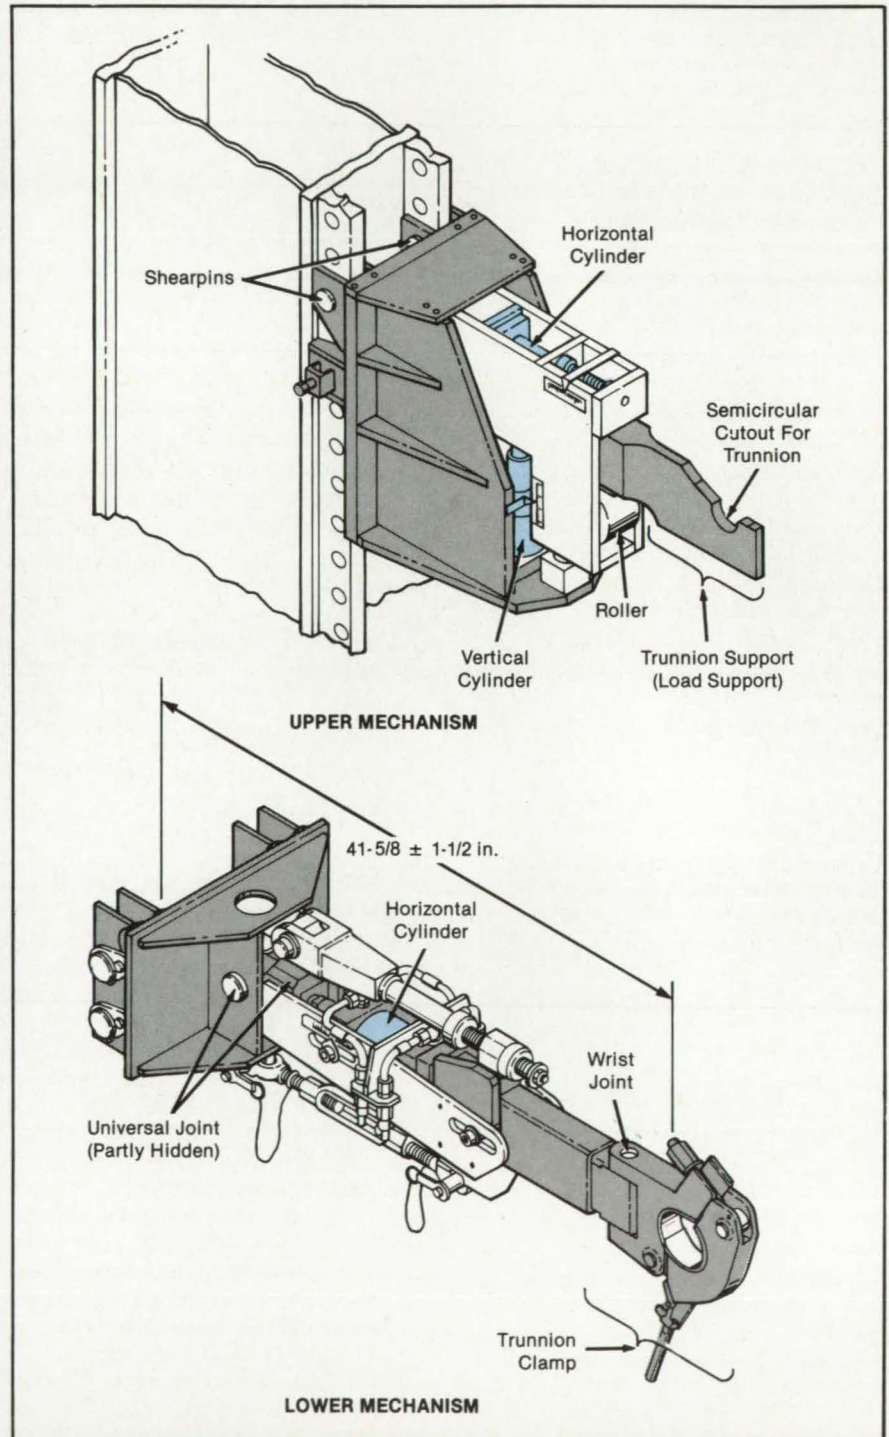 Horizontal
Cylinder
Shearpins
Semicircular
Cutout For
Trunnion
Roller
Vertical
Cylinder
Trunnion Support
(Load Support)
UPPER MECHANISM
41-5/8 ± 1-1/2 in.
Horizontal
Cylinder
Wrist
Joint
Universal Joint
(Partly Hidden)
Trunnion
Clamp
LOWER MECHANISM